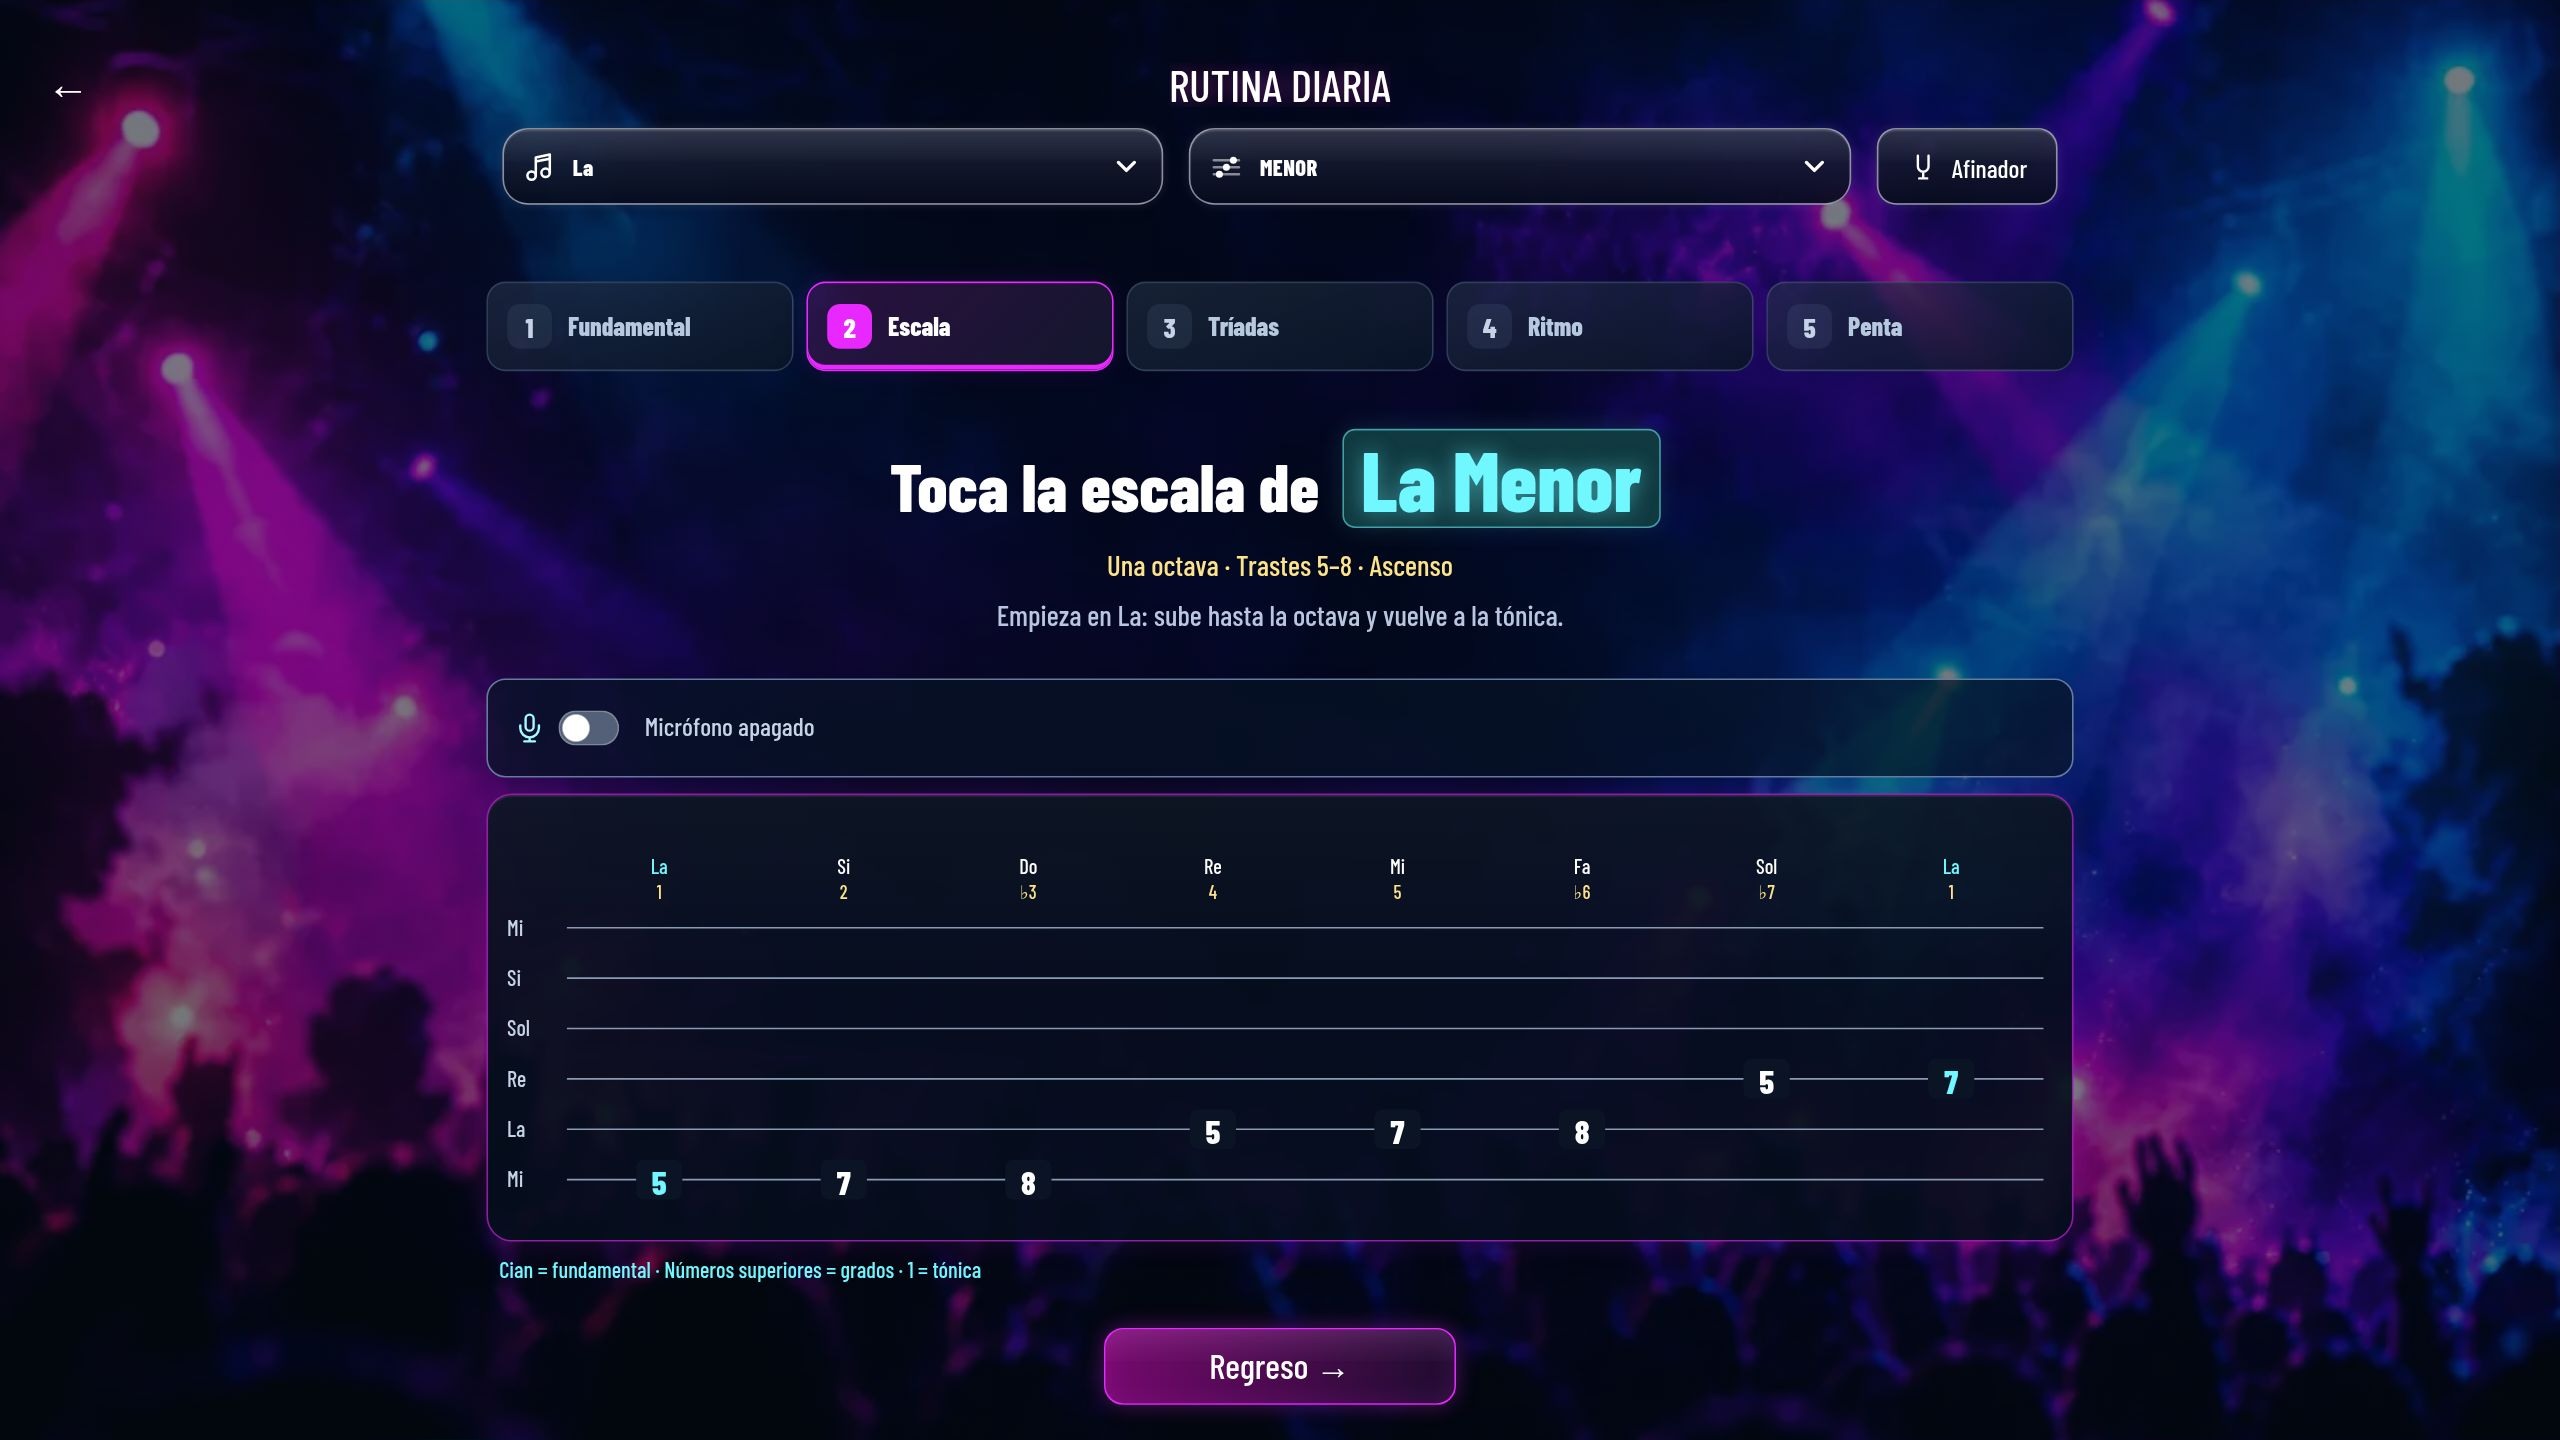 ←
RUTINA DIARIA
La
MENOR
Afinador
1 Fundamental
2 Escala
3 Tríadas
4 Ritmo
5 Penta
Toca la escala de La Menor
Una octava · Trastes 5–8 · Ascenso
Empieza en La: sube hasta la octava y vuelve a la tónica.
Micrófono apagado
La Si Do Re Mi Fa Sol La
1 2 ♭3 4 5 ♭6 ♭7 1
Mi
Si
Sol
Re 5 7
La 5 7 8
Mi 5 7 8
Cian = fundamental · Números superiores = grados · 1 = tónica
Regreso →